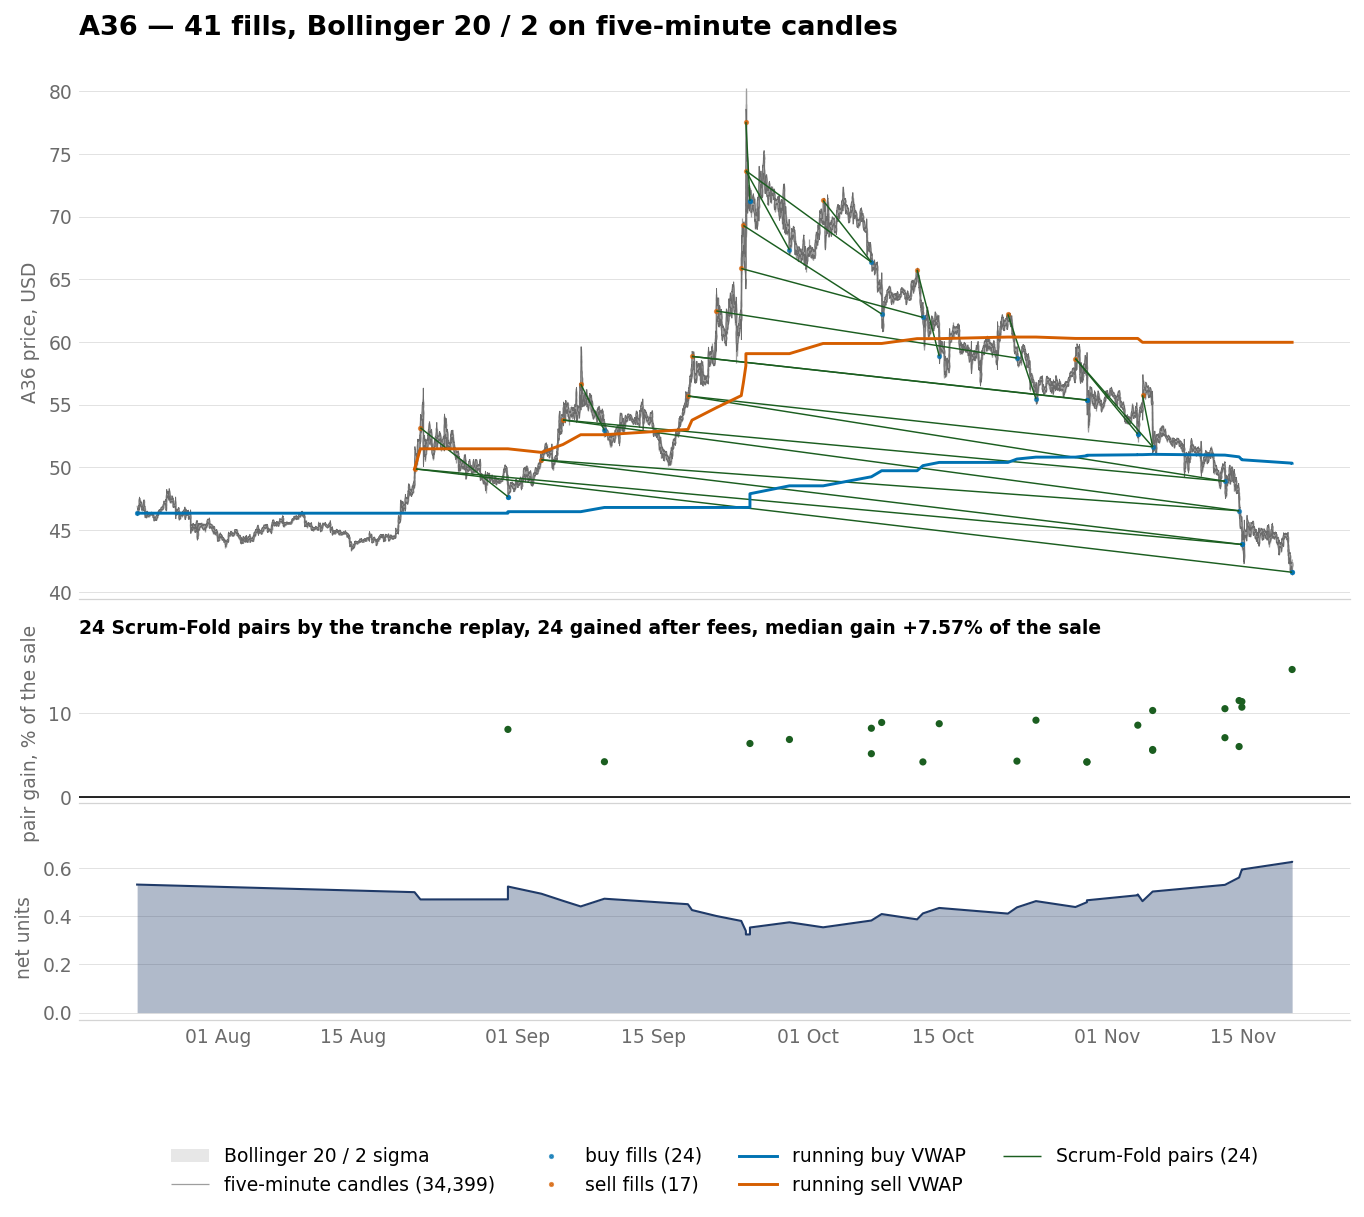 A36 — 41 fills, Bollinger 20 / 2 on five-minute candles
A36 price, USD
80
75
70
65
60
55
50
45
40
24 Scrum-Fold pairs by the tranche replay, 24 gained after fees, median gain +7.57% of the sale
pair gain, % of the sale
10
0
net units
0.6
0.4
0.2
0.0
01 Aug 15 Aug 01 Sep 15 Sep 01 Oct 15 Oct 01 Nov 15 Nov
Bollinger 20 / 2 sigma buy fills (24) running buy VWAP Scrum-Fold pairs (24)
five-minute candles (34,399) sell fills (17) running sell VWAP